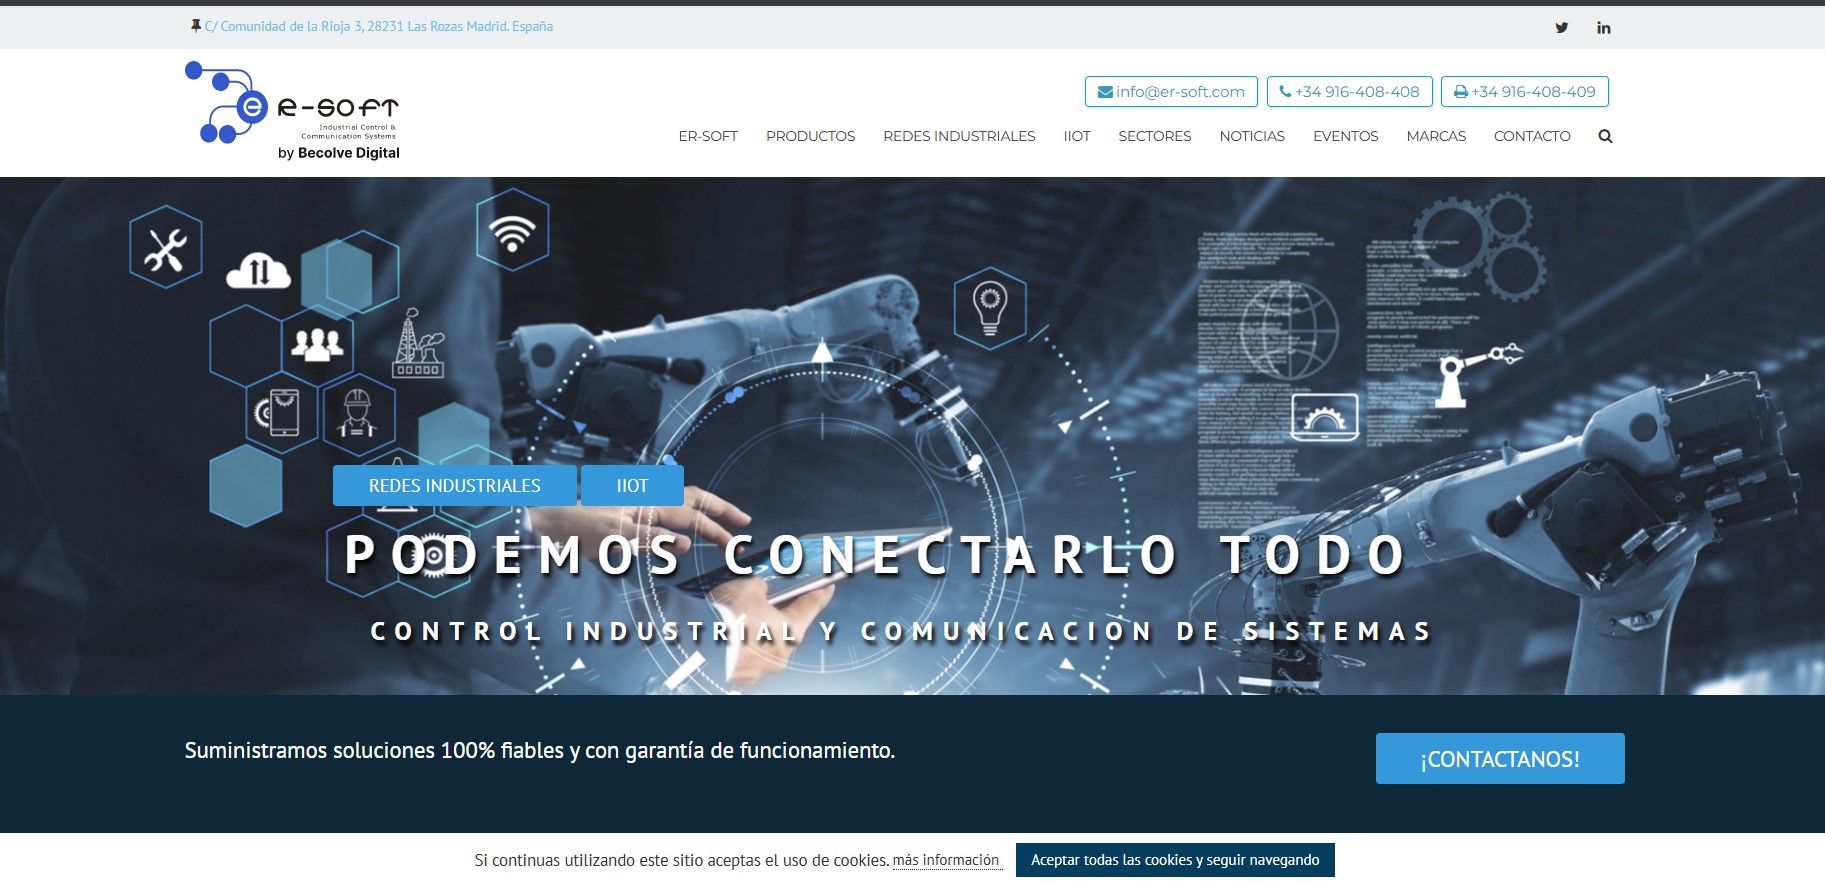 C/ Comunidad de la Rioja 3, 28231 Las Rozas Madrid. España
e R-SOFT
Industrial Control &
Communication Systems
by Becolve Digital
info@er-soft.com
+34 916-408-408
+34 916-408-409
ER-SOFT
PRODUCTOS
REDES INDUSTRIALES
IIOT
SECTORES
NOTICIAS
EVENTOS
MARCAS
CONTACTO
REDES INDUSTRIALES
IIOT
PODEMOS CONECTARLO TODO
CONTROL INDUSTRIAL Y COMUNICACION DE SISTEMAS
Suministramos soluciones 100% fiables y con garantía de funcionamiento.
¡CONTACTANOS!
Si continuas utilizando este sitio aceptas el uso de cookies. más información
Aceptar todas las cookies y seguir navegando